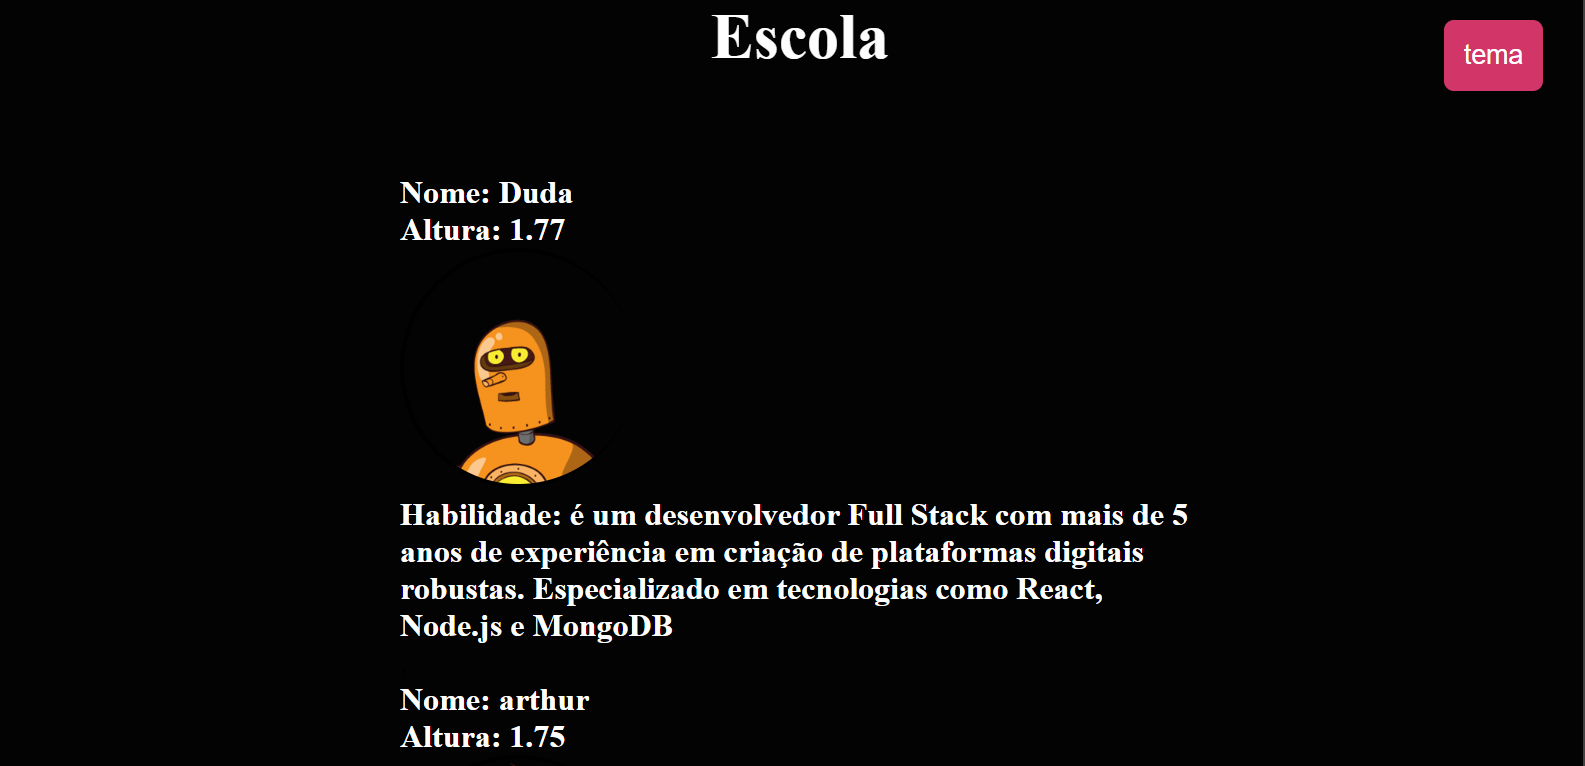 Escola
tema
Nome: Duda
Altura: 1.77
Habilidade: é um desenvolvedor Full Stack com mais de 5
anos de experiência em criação de plataformas digitais
robustas. Especializado em tecnologias como React,
Node.js e MongoDB
Nome: arthur
Altura: 1.75